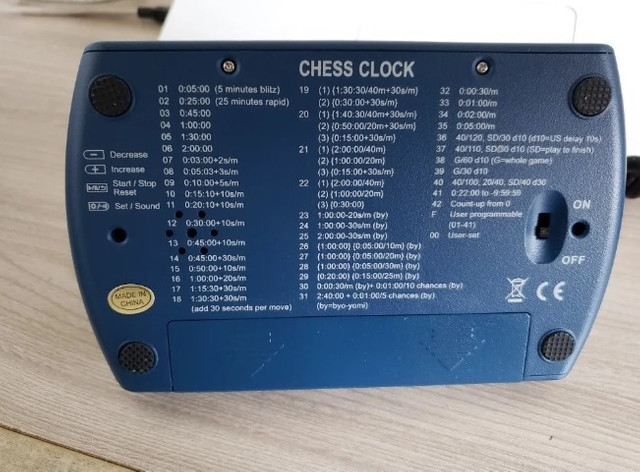 CHESS CLOCK
Decrease
Increase
Start / Stop
Reset
Set / Sound
01 0:05:00 (5 minutes blitz)
02 0:25:00 (25 minutes rapid)
03 0:45:00
04 1:00:00
05 1:30:00
06 2:00:00
07 0:03:00+2s/m
08 0:05:03+3s/m
09 0:10:00+5s/m
10 0:15:10+10s/m
11 0:20:10+10s/m
12 0:30:00+10s/m
13 0:45:00+10s/m
14 0:45:00+30s/m
15 0:50:00+10s/m
16 1:00:00+20s/m
17 1:15:30+30s/m
18 1:30:30+30s/m
(add 30 seconds per move)
19 (1) {1:30:30/40m+30s/m}
(2) {0:30:00+30s/m}
20 (1) {1:40:30/40m+30s/m}
(2) {0:50:00/20m+30s/m}
(3) {0:15:00+30s/m}
21 (1) {2:00:00/40m}
(2) {1:00:00/20m}
(3) {0:30:00+30s/m}
22 (1) {2:00:00/40m}
(2) {1:00:00/20m}
(3) {0:30:00}
23 1:00:00-20s/m (by)
24 1:00:00-30s/m (by)
25 2:00:00-30s/m (by)
26 {1:00:00} {0:05:00/10m} (by)
27 {1:00:00} {0:05:00/20m} (by)
28 {1:00:00} {0:05:00/30m} (by)
29 {0:20:00} {0:15:00/25m} (by)
30 0:00:30/m (by)+ 0:01:00/10 chances (by)
31 2:40:00 + 0:01:00/5 chances (by)
(by=byo-yomi)
32 0:00:30/m
33 0:01:00/m
34 0:02:00/m
35 0:05:00/m
36 40/120, SD/30 d10 (d10=US delay 10s)
37 40/110, SD/30 d10 (SD=play to finish)
38 G/60 d10 (G=whole game)
39 G/30 d10
40 40/100, 20/40, SD/40 d30
41 0:22:00 to -9:59:59
42 Count-up from 0
F User programmable
(01-41)
00 User-set
ON
OFF
CE
MADE IN
CHINA